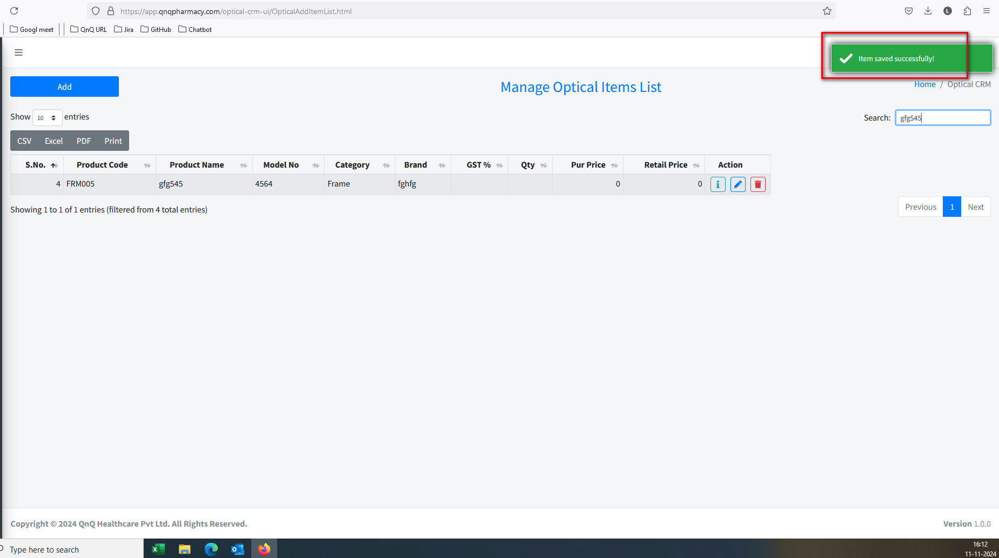 https://app.qnqpharmacy.com/optical-crm-ui/OpticalAddItemList.html
L
Googl meet QnQ URL Jira GitHub Chatbot
Item saved successfully!
Add
Manage Optical Items List
Home / Optical CRM
Show 10 entries
Search: gfg545
CSV Excel PDF Print
S.No. Product Code Product Name Model No Category Brand GST % Qty Pur Price Retail Price Action
4 FRM005 gfg545 4564 Frame fghfg 0 0
Showing 1 to 1 of 1 entries (filtered from 4 total entries)
Previous 1 Next
Copyright © 2024 QnQ Healthcare Pvt Ltd. All Rights Reserved.
Version 1.0.0
Type here to search
16:12
11-11-2024